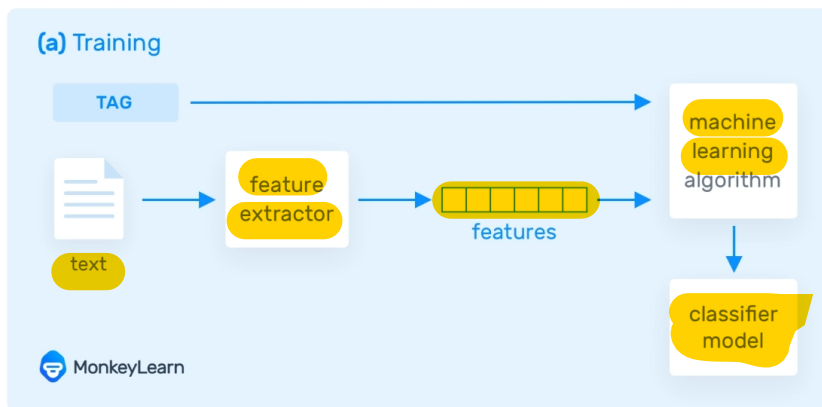 (a) Training
TAG
machine
learning
algorithm
feature
extractor
features
text
classifier
model
MonkeyLearn